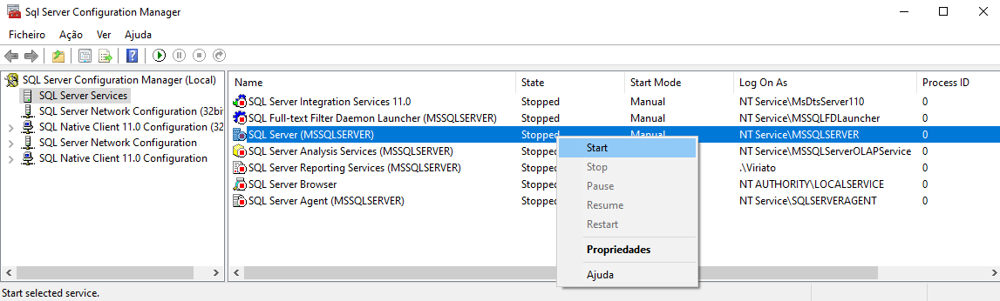 Sql Server Configuration Manager
Ficheiro Ação Ver Ajuda
SQL Server Configuration Manager (Local)
SQL Server Services
SQL Server Network Configuration (32bi
SQL Native Client 11.0 Configuration (32
SQL Server Network Configuration
SQL Native Client 11.0 Configuration
Name State Start Mode Log On As Process ID
SQL Server Integration Services 11.0 Stopped Manual NT Service\MsDtsServer110 0
SQL Full-text Filter Daemon Launcher (MSSQLSERVER) Stopped Manual NT Service\MSSQLFDLauncher 0
SQL Server (MSSQLSERVER) Stopped Manual NT Service\MSSQLSERVER 0
SQL Server Analysis Services (MSSQLSERVER) Stopped NT Service\MSSQLServerOLAPService 0
SQL Server Reporting Services (MSSQLSERVER) Stopped .\Viriato 0
SQL Server Browser Stopped NT AUTHORITY\LOCALSERVICE 0
SQL Server Agent (MSSQLSERVER) Stopped NT Service\SQLSERVERAGENT 0
Start
Stop
Pause
Resume
Restart
Propriedades
Ajuda
Start selected service.